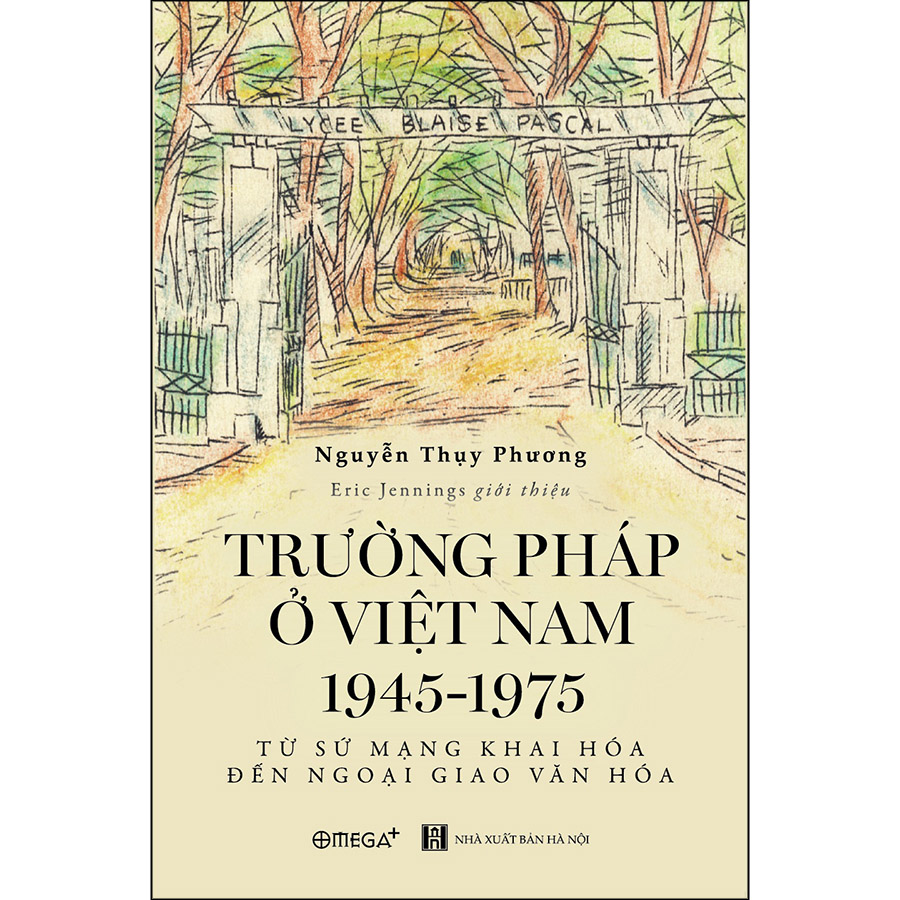 LYCEE BLAISE PASCAL
Nguyễn Thụy Phương
Eric Jennings giới thiệu
TRƯỜNG PHÁP
Ở VIỆT NAM
1945-1975
TỪ SỨ MẠNG KHAI HÓA
ĐẾN NGOẠI GIAO VĂN HÓA
OMEGA+
NHÀ XUẤT BẢN HÀ NỘI